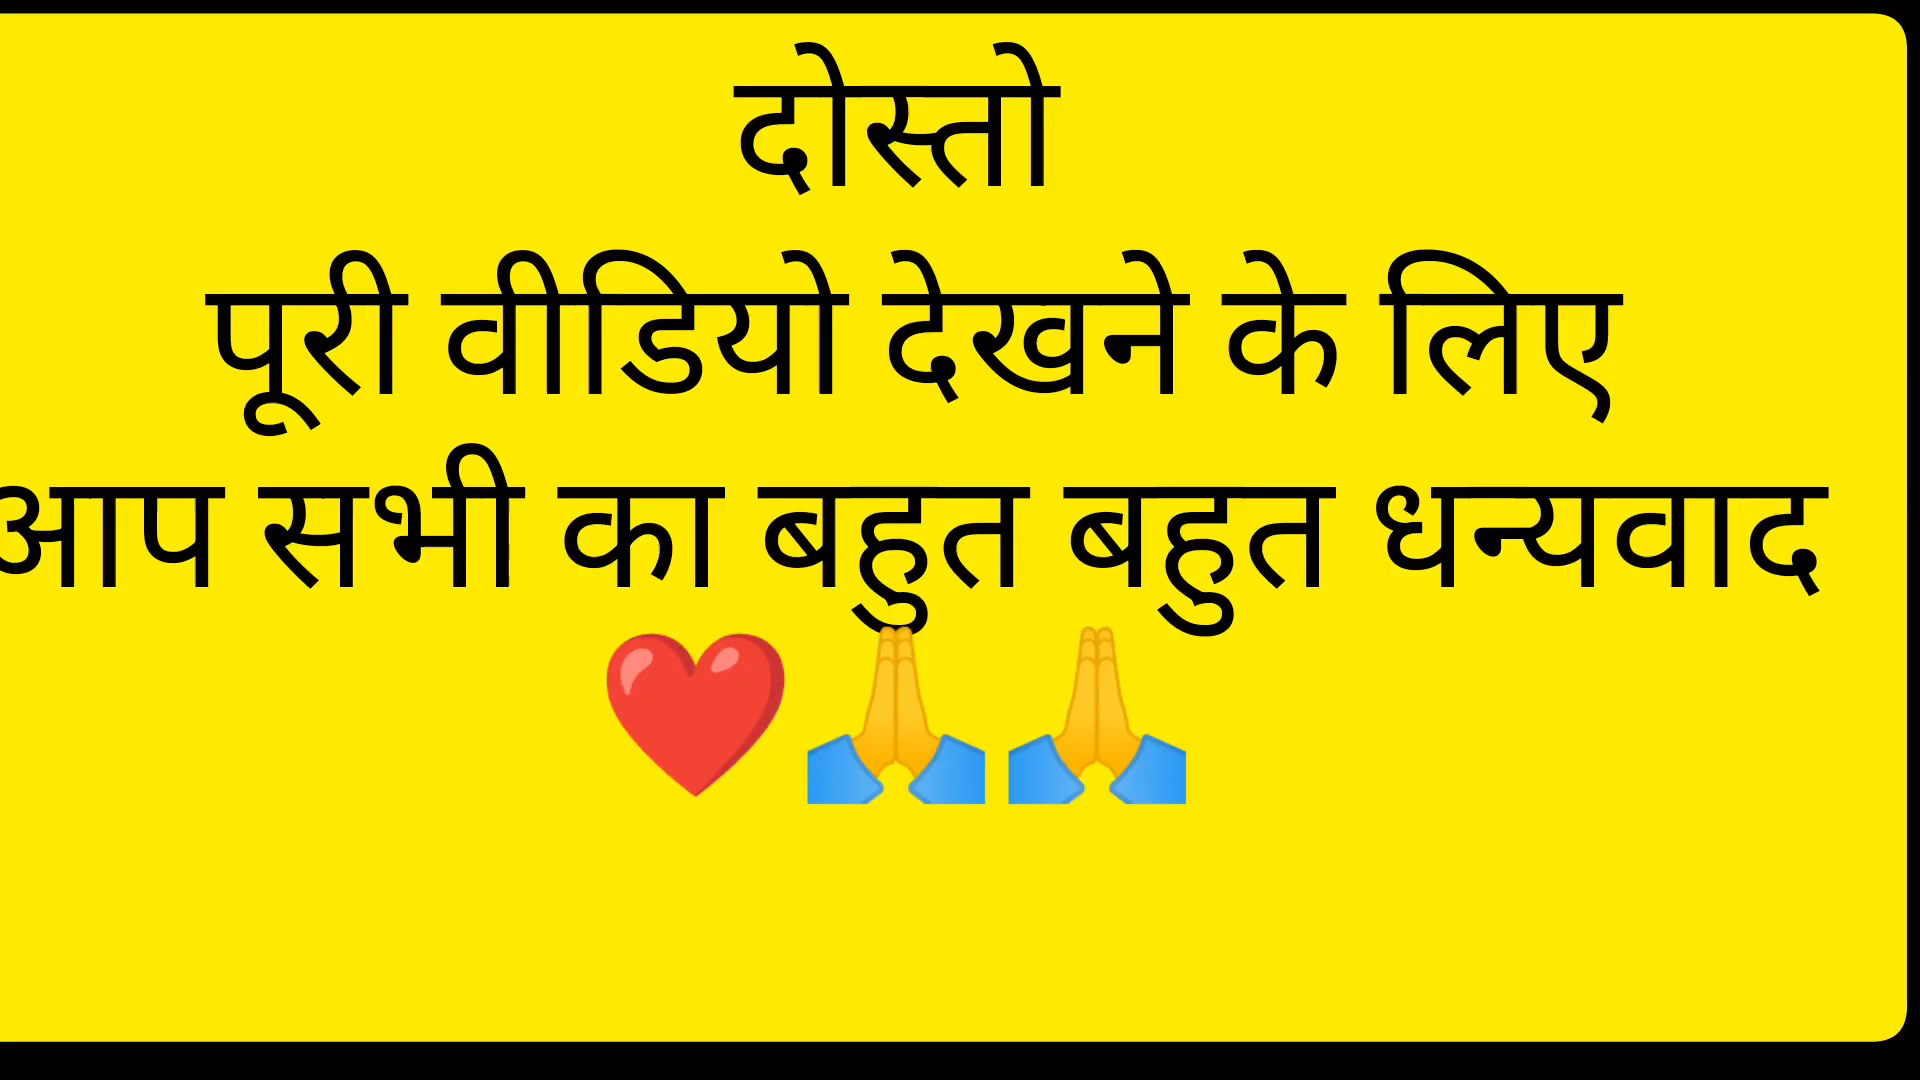 दोस्तो
पूरी वीडियो देखने के लिए
आप सभी का बहुत बहुत धन्यवाद
❤️🙏🙏